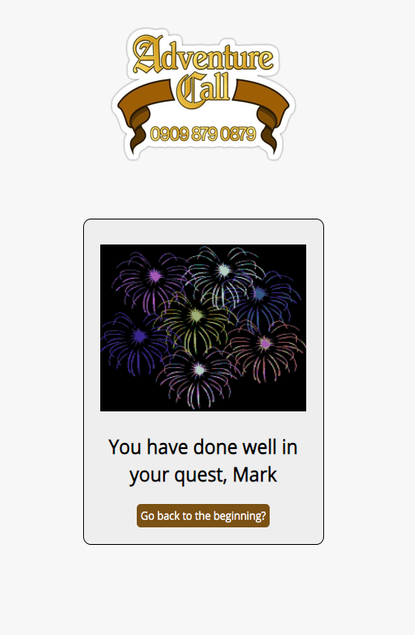 Adventure
Call
0909 879 0879
You have done well in
your quest, Mark
Go back to the beginning?